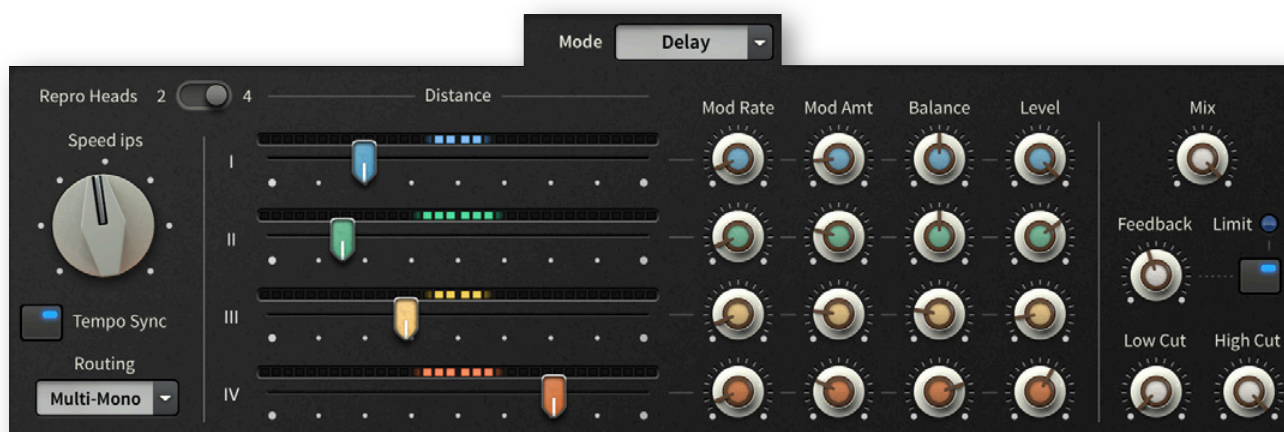 Mode Delay
Repro Heads 2 4 Distance
Mod Rate Mod Amt Balance Level Mix
Speed ips
I
II
Feedback Limit
III
Tempo Sync
Low Cut High Cut
Routing
Multi-Mono
IV